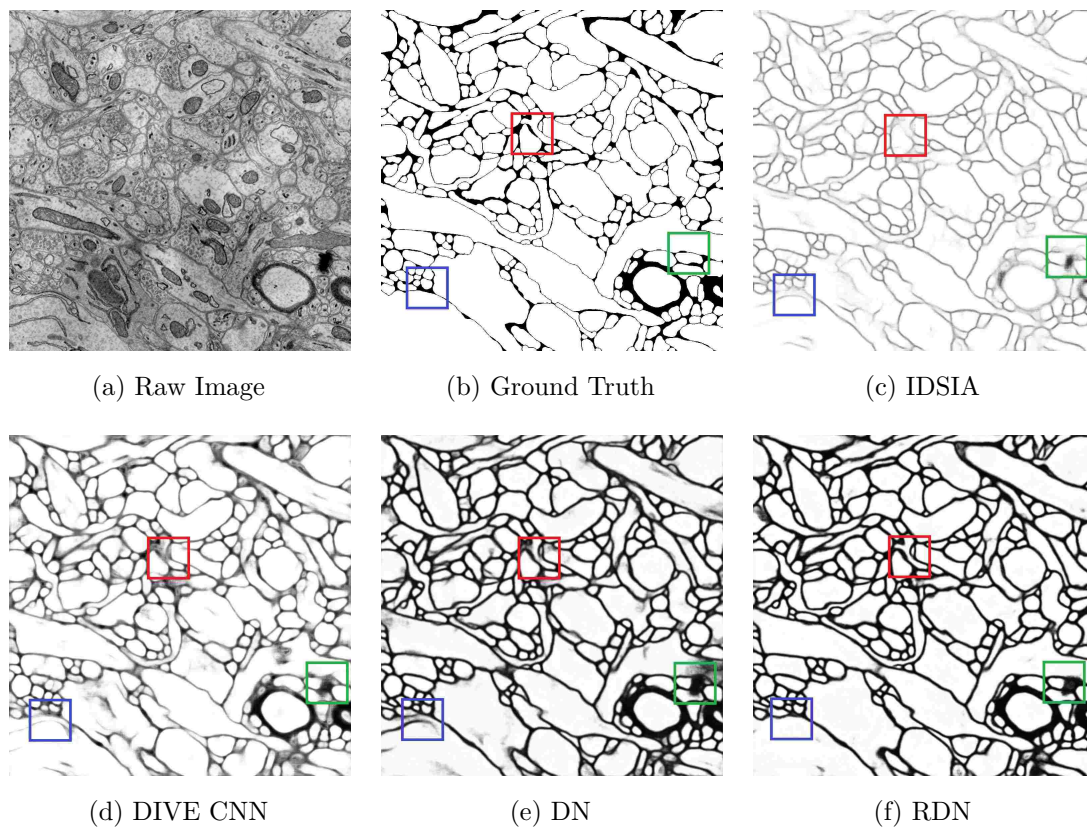 (a) Raw Image
(b) Ground Truth
(c) IDSIA
(d) DIVE CNN
(e) DN
(f) RDN